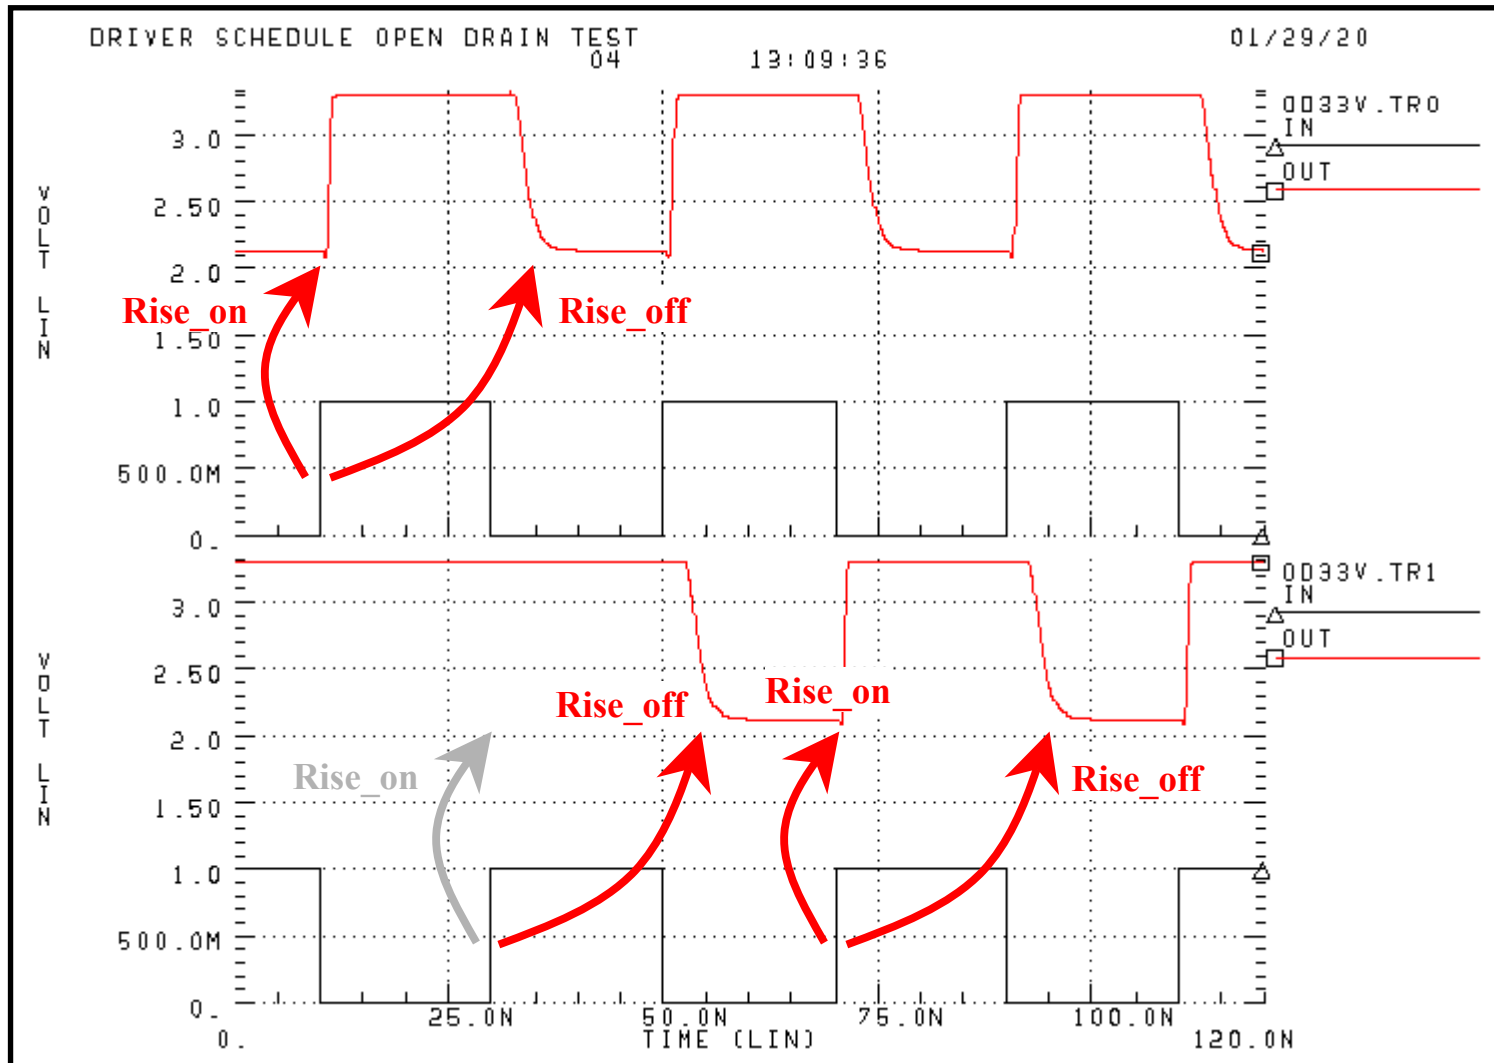 DRIVER SCHEDULE OPEN DRAIN TEST
01/29/20
04 13:09:36
VOLT LIN
3.0
2.50
2.0
1.50
1.0
500.0M
0.
Rise_on
Rise_off
OD33V.TR0
IN
OUT
VOLT LIN
3.0
2.50
2.0
1.50
1.0
500.0M
0.
Rise_off
Rise_on
Rise_on
Rise_off
OD33V.TR1
IN
OUT
0.
25.0N
50.0N
75.0N
100.0N
120.0N
TIME (LIN)